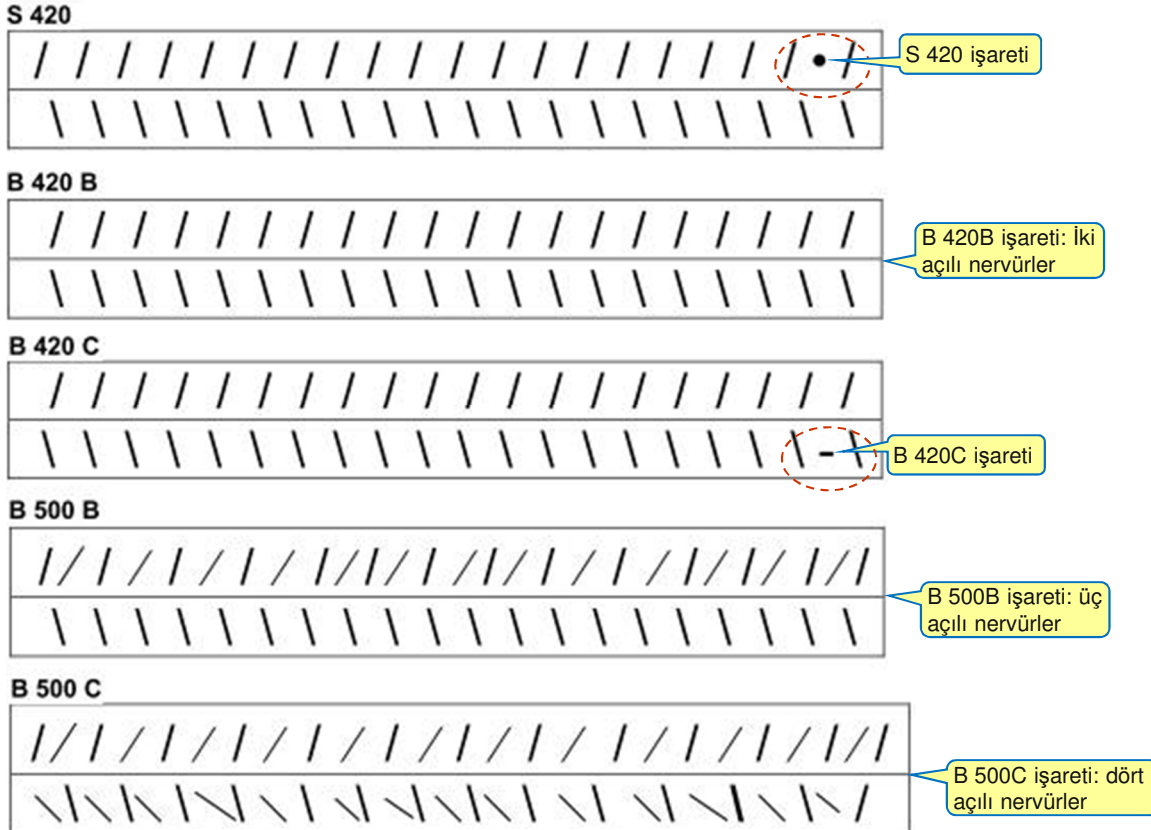 S 420
S 420 işareti
B 420 B
B 420B işareti: İki
açılı nervürler
B 420 C
B 420C işareti
B 500 B
B 500B işareti: üç
açılı nervürler
B 500 C
B 500C işareti: dört
açılı nervürler